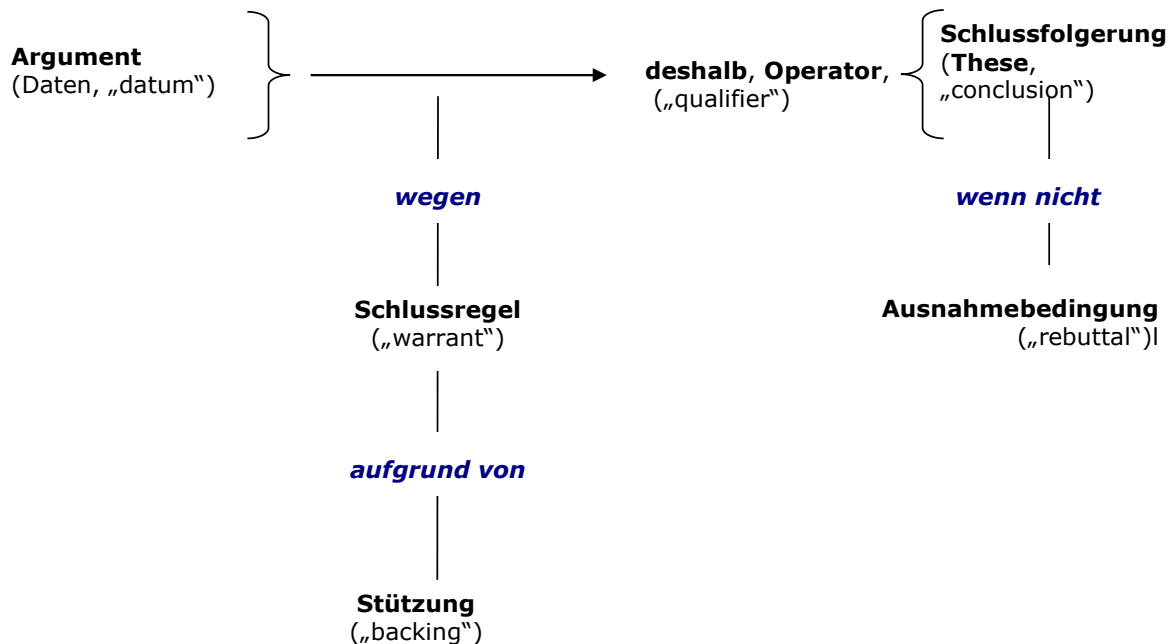 Argument
(Daten, „datum“)
deshalb, Operator,
(„qualifier“)
Schlussfolgerung
(These,
„conclusion“)
wegen
wenn nicht
Schlussregel
(„warrant“)
Ausnahmebedingung
(„rebuttal“)l
aufgrund von
Stützung
(„backing“)